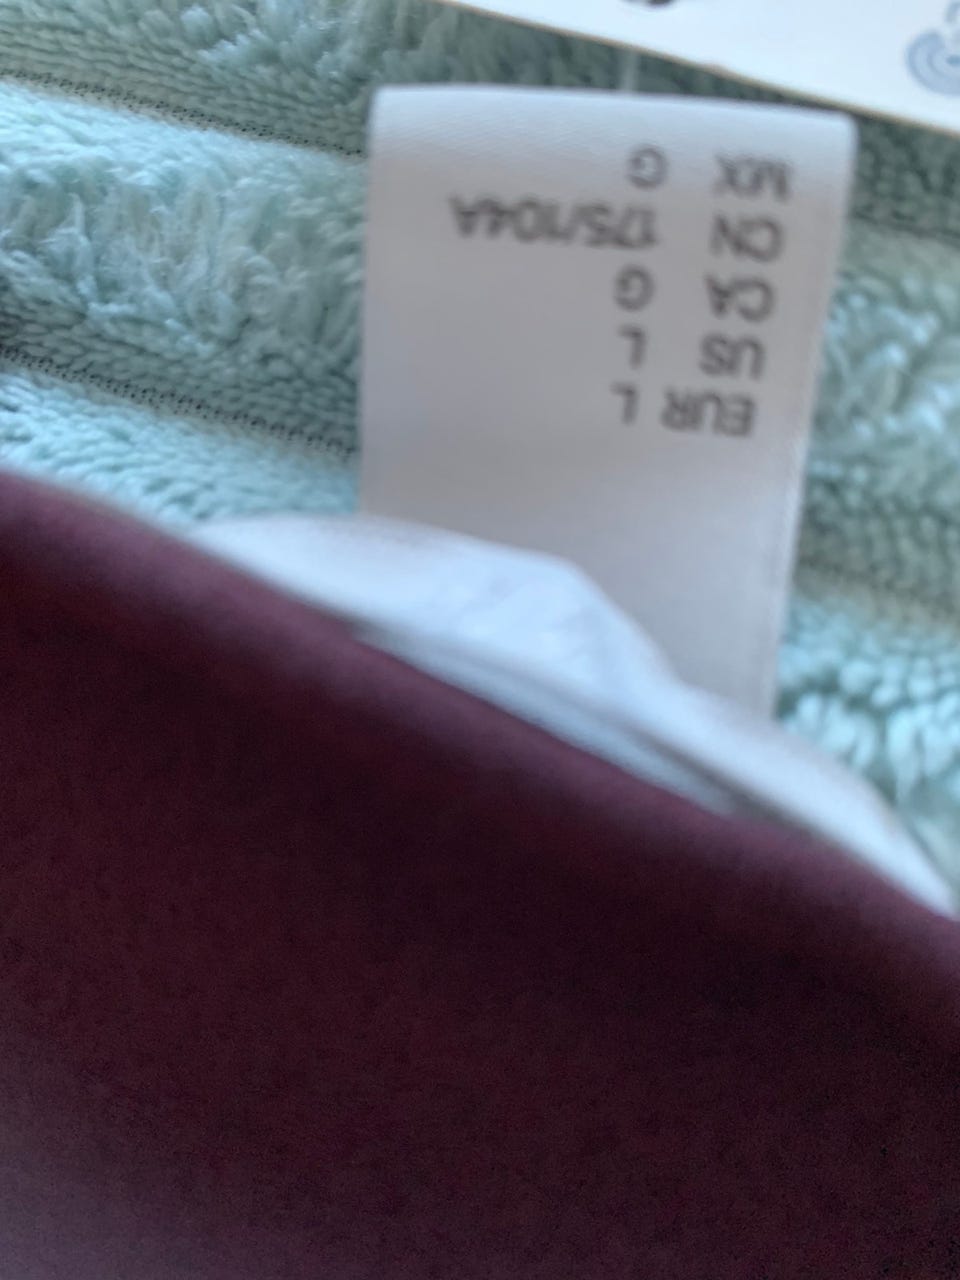 EUR L
US L
CA G
CN 175/104A
MX G